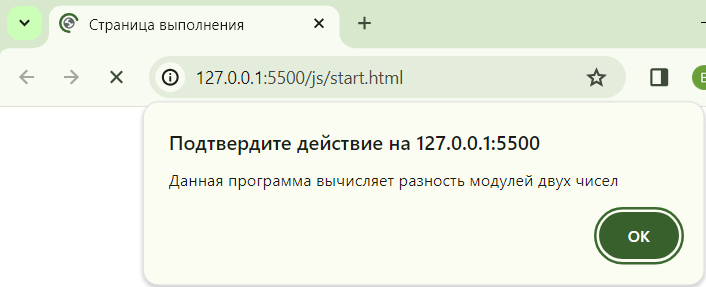 Страница выполнения
127.0.0.1:5500/js/start.html
Подтвердите действие на 127.0.0.1:5500
Данная программа вычисляет разность модулей двух чисел
ОК